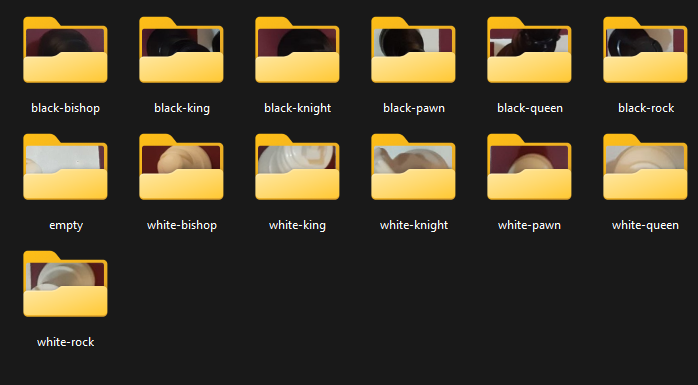 black-bishop
black-king
black-knight
black-pawn
black-queen
black-rock
empty
white-bishop
white-king
white-knight
white-pawn
white-queen
white-rock